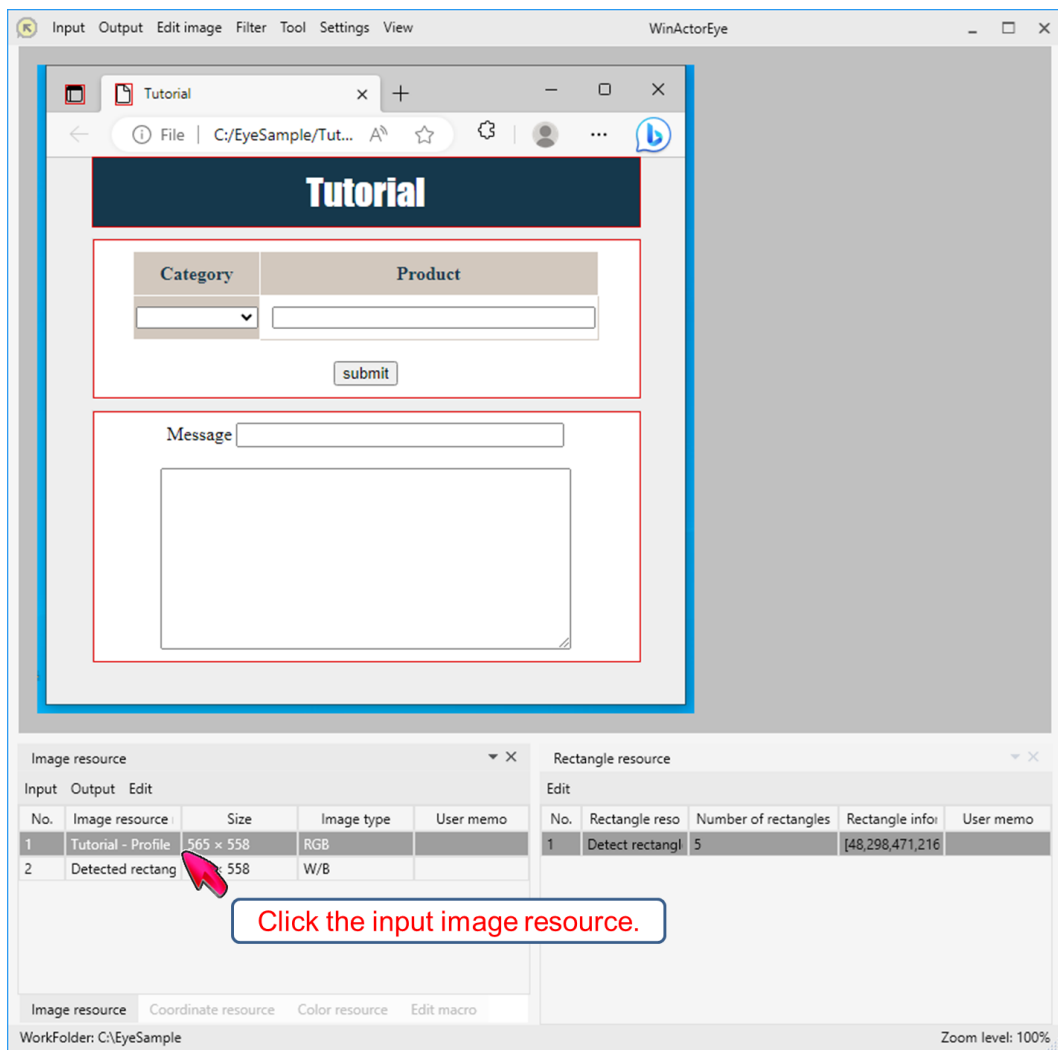 Input Output Edit image Filter Tool Settings View WinActorEye
Tutorial
File C:/EyeSample/Tut...
Tutorial
Category Product
submit
Message
Image resource
Input Output Edit
No. Image resource Size Image type User memo
1 Tutorial - Profile 565 × 558 RGB
2 Detected rectang 558 W/B
Click the input image resource.
Image resource Coordinate resource Color resource Edit macro
Rectangle resource
Edit
No. Rectangle reso Number of rectangles Rectangle infor User memo
1 Detect rectangl 5 [48,298,471,216
WorkFolder: C:\EyeSample Zoom level: 100%